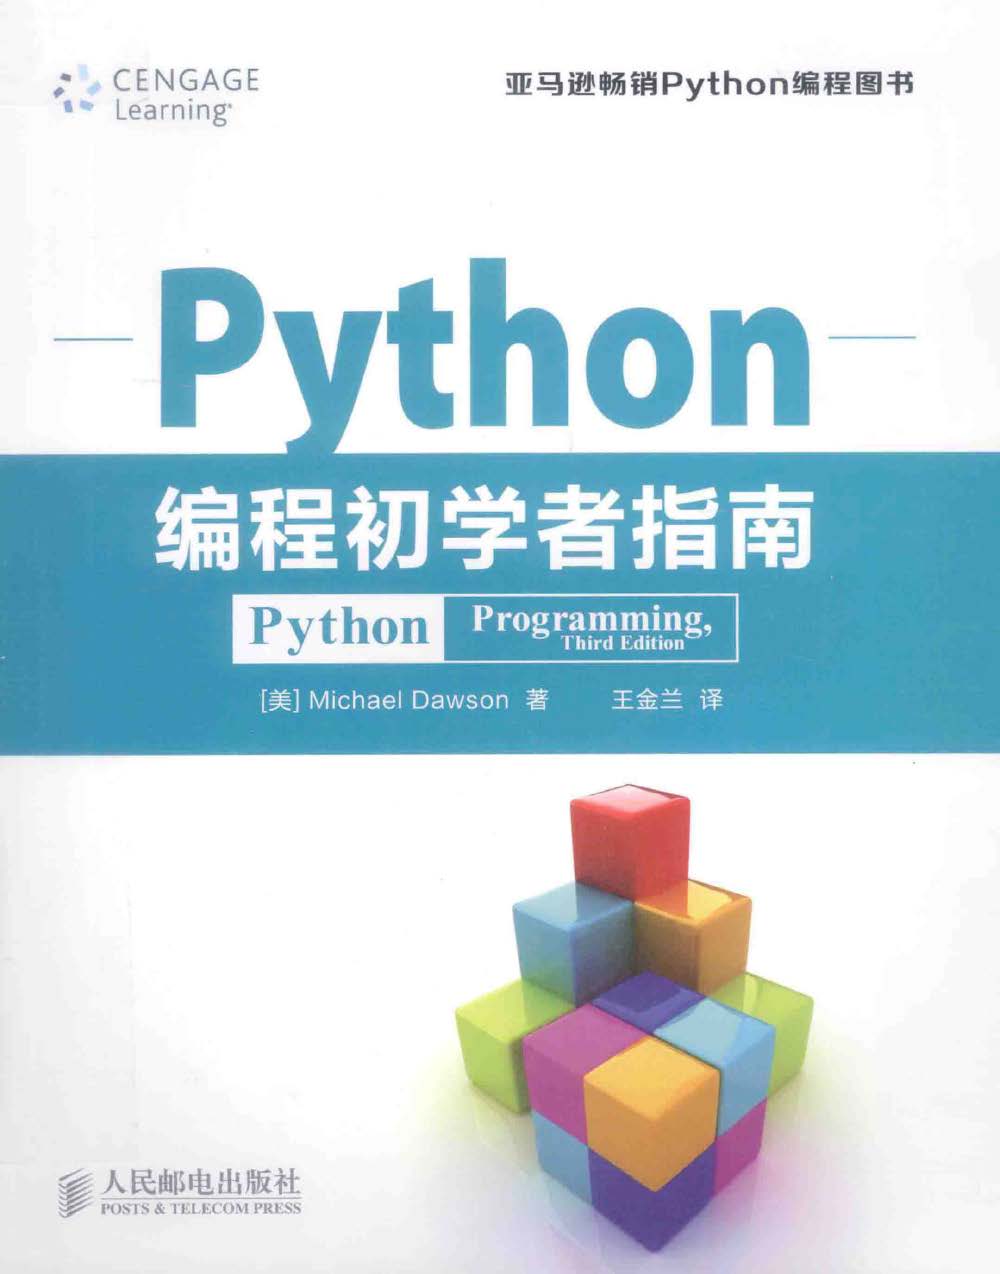 CENGAGE
Learning®
亚马逊畅销Python编程图书
Python
编程初学者指南
Python Programming,
Third Edition
[美] Michael Dawson 著 王金兰 译
人民邮电出版社
POSTS & TELECOM PRESS